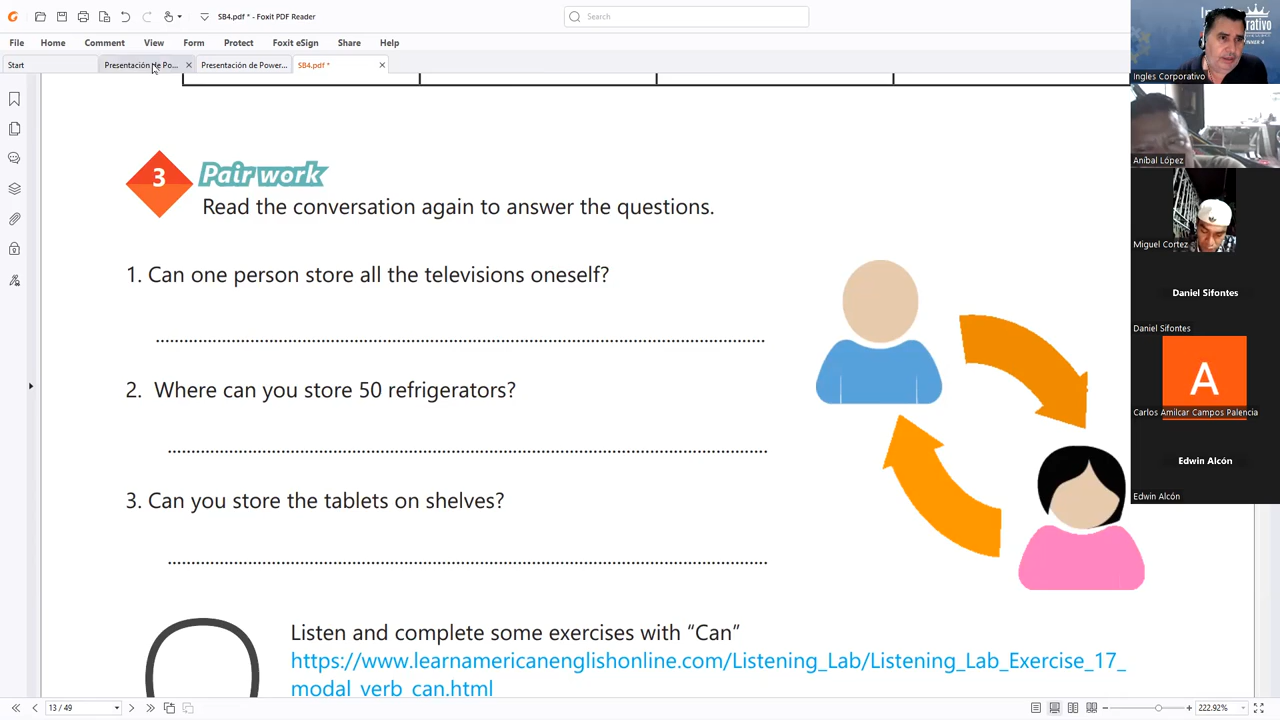 SB4.pdf * - Foxit PDF Reader
Search
File Home Comment View Form Protect Foxit eSign Share Help
Start Presentación de Po... Presentación de Power... SB4.pdf *
3 Pair work
Read the conversation again to answer the questions.
1. Can one person store all the televisions oneself?
2. Where can you store 50 refrigerators?
3. Can you store the tablets on shelves?
Listen and complete some exercises with “Can”
https://www.learnamericanenglishonline.com/Listening_Lab/Listening_Lab_Exercise_17_
modal_verb_can.html
13 / 49
222.92%
Ingles Corporativo
Aníbal López
Miguel Cortez
Daniel Sifontes
Daniel Sifontes
A
Carlos Amilcar Campos Palencia
Edwin Alcón
Edwin Alcón